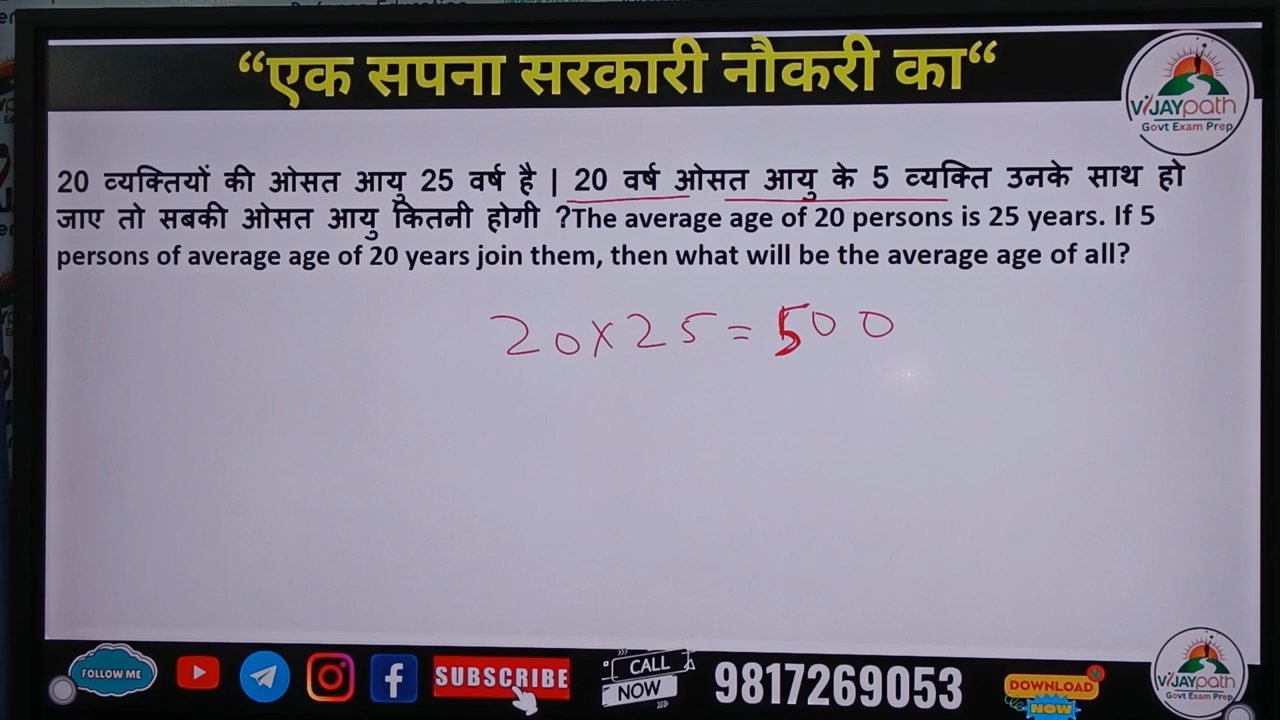 “एक सपना सरकारी नौकरी का“
VIJAYpath
Govt Exam Prep
20 व्यक्तियों की ओसत आयु 25 वर्ष है | 20 वर्ष ओसत आयु के 5 व्यक्ति उनके साथ हो
जाए तो सबकी ओसत आयु कितनी होगी ?The average age of 20 persons is 25 years. If 5
persons of average age of 20 years join them, then what will be the average age of all?
20x25=500
VIJAYpath
Govt Exam Prep
FOLLOW ME
SUBSCRIBE
CALL
NOW
9817269053
DOWNLOAD
NOW